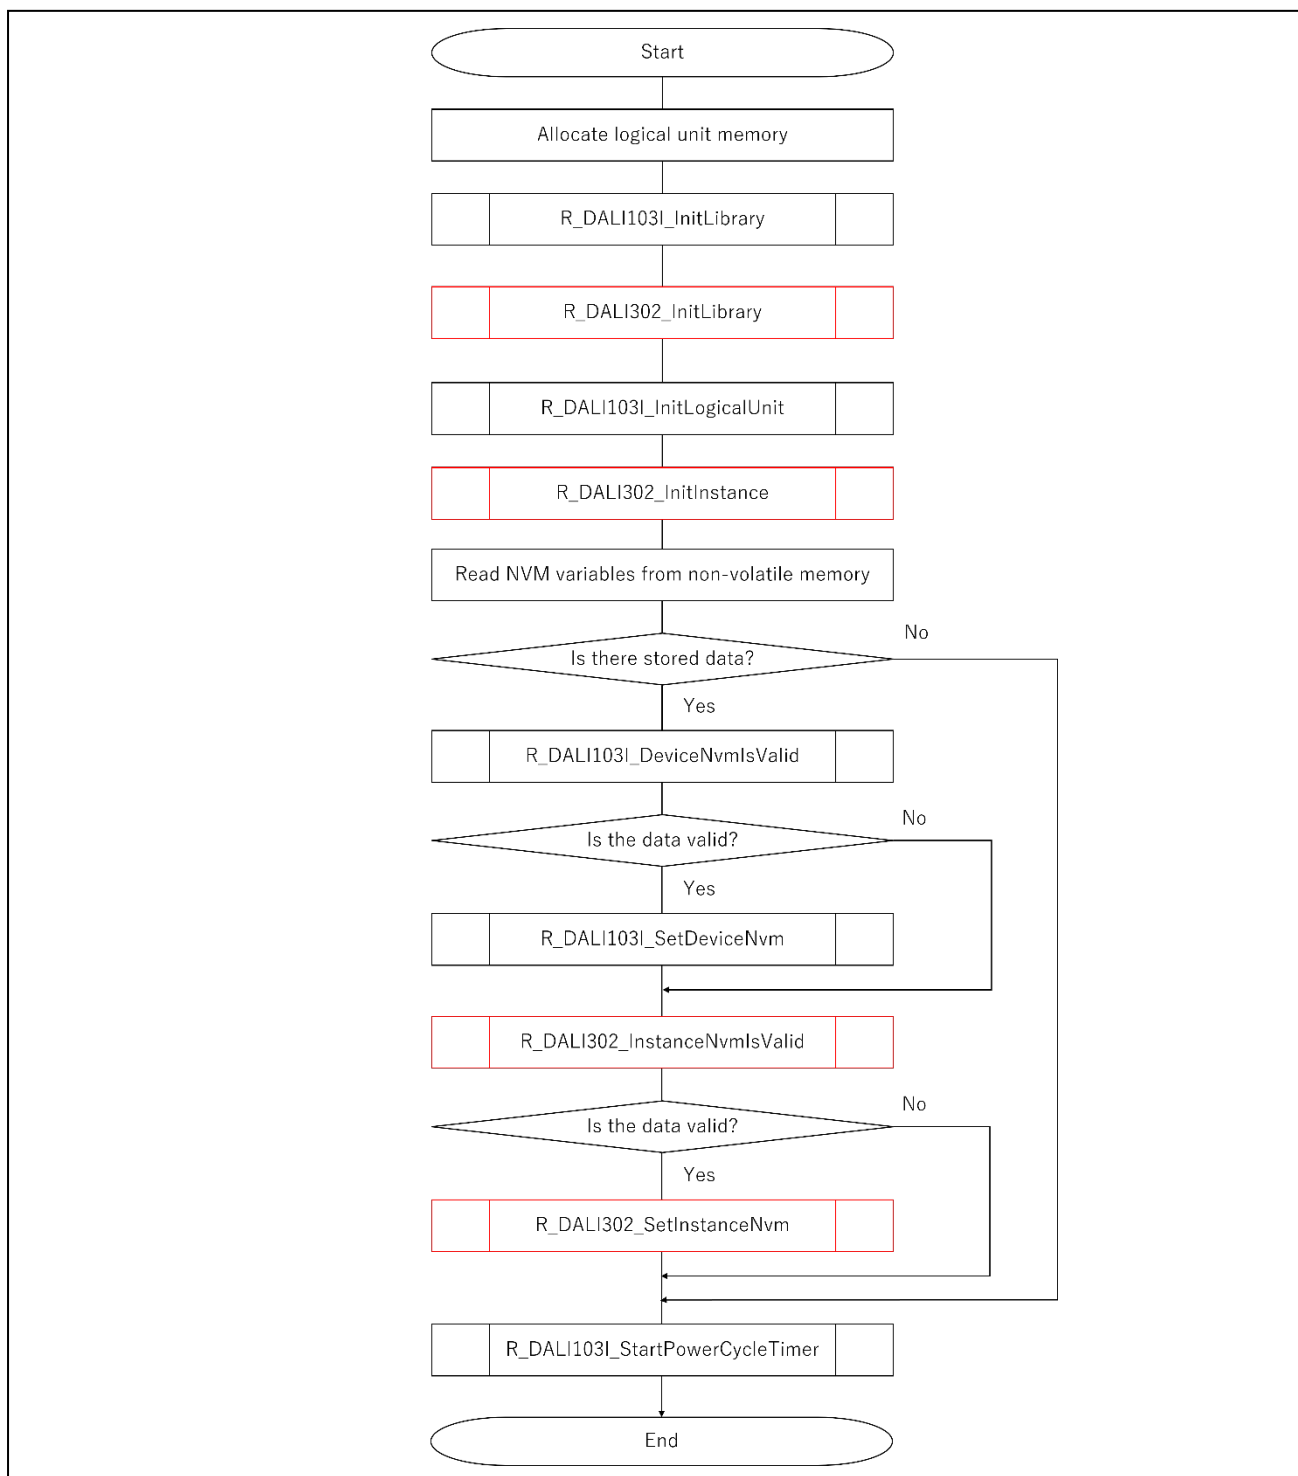 Start
Allocate logical unit memory
R_DALI103I_InitLibrary
R_DALI302_InitLibrary
R_DALI103I_InitLogicalUnit
R_DALI302_InitInstance
Read NVM variables from non-volatile memory
No
Is there stored data?
Yes
R_DALI103I_DeviceNvmIsValid
No
Is the data valid?
Yes
R_DALI103I_SetDeviceNvm
R_DALI302_InstanceNvmIsValid
No
Is the data valid?
Yes
R_DALI302_SetInstanceNvm
R_DALI103I_StartPowerCycleTimer
End